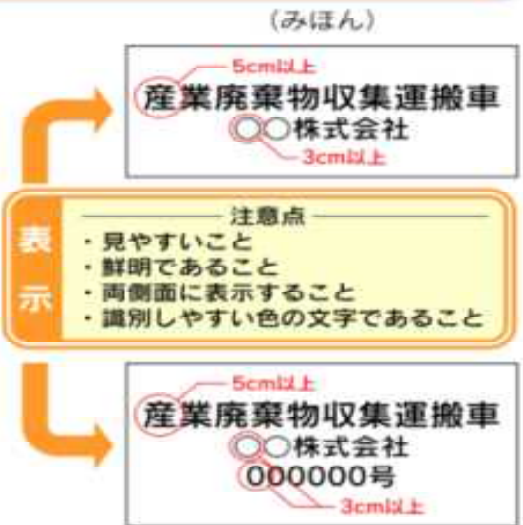 (みほん)
5cm以上
産業廃棄物収集運搬車
○○株式会社
3cm以上
表示
注意点
・見やすいこと
・鮮明であること
・両側面に表示すること
・識別しやすい色の文字であること
5cm以上
産業廃棄物収集運搬車
○○株式会社
000000号
3cm以上